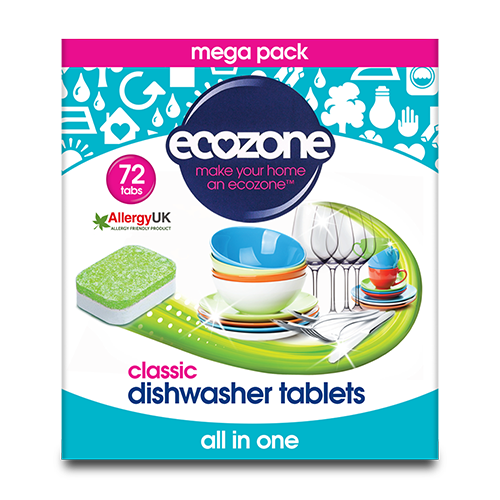 mega pack
ecozone
make your home
an ecozone™
72
tabs
AllergyUK
ALLERGY FRIENDLY PRODUCT
classic
dishwasher tablets
all in one